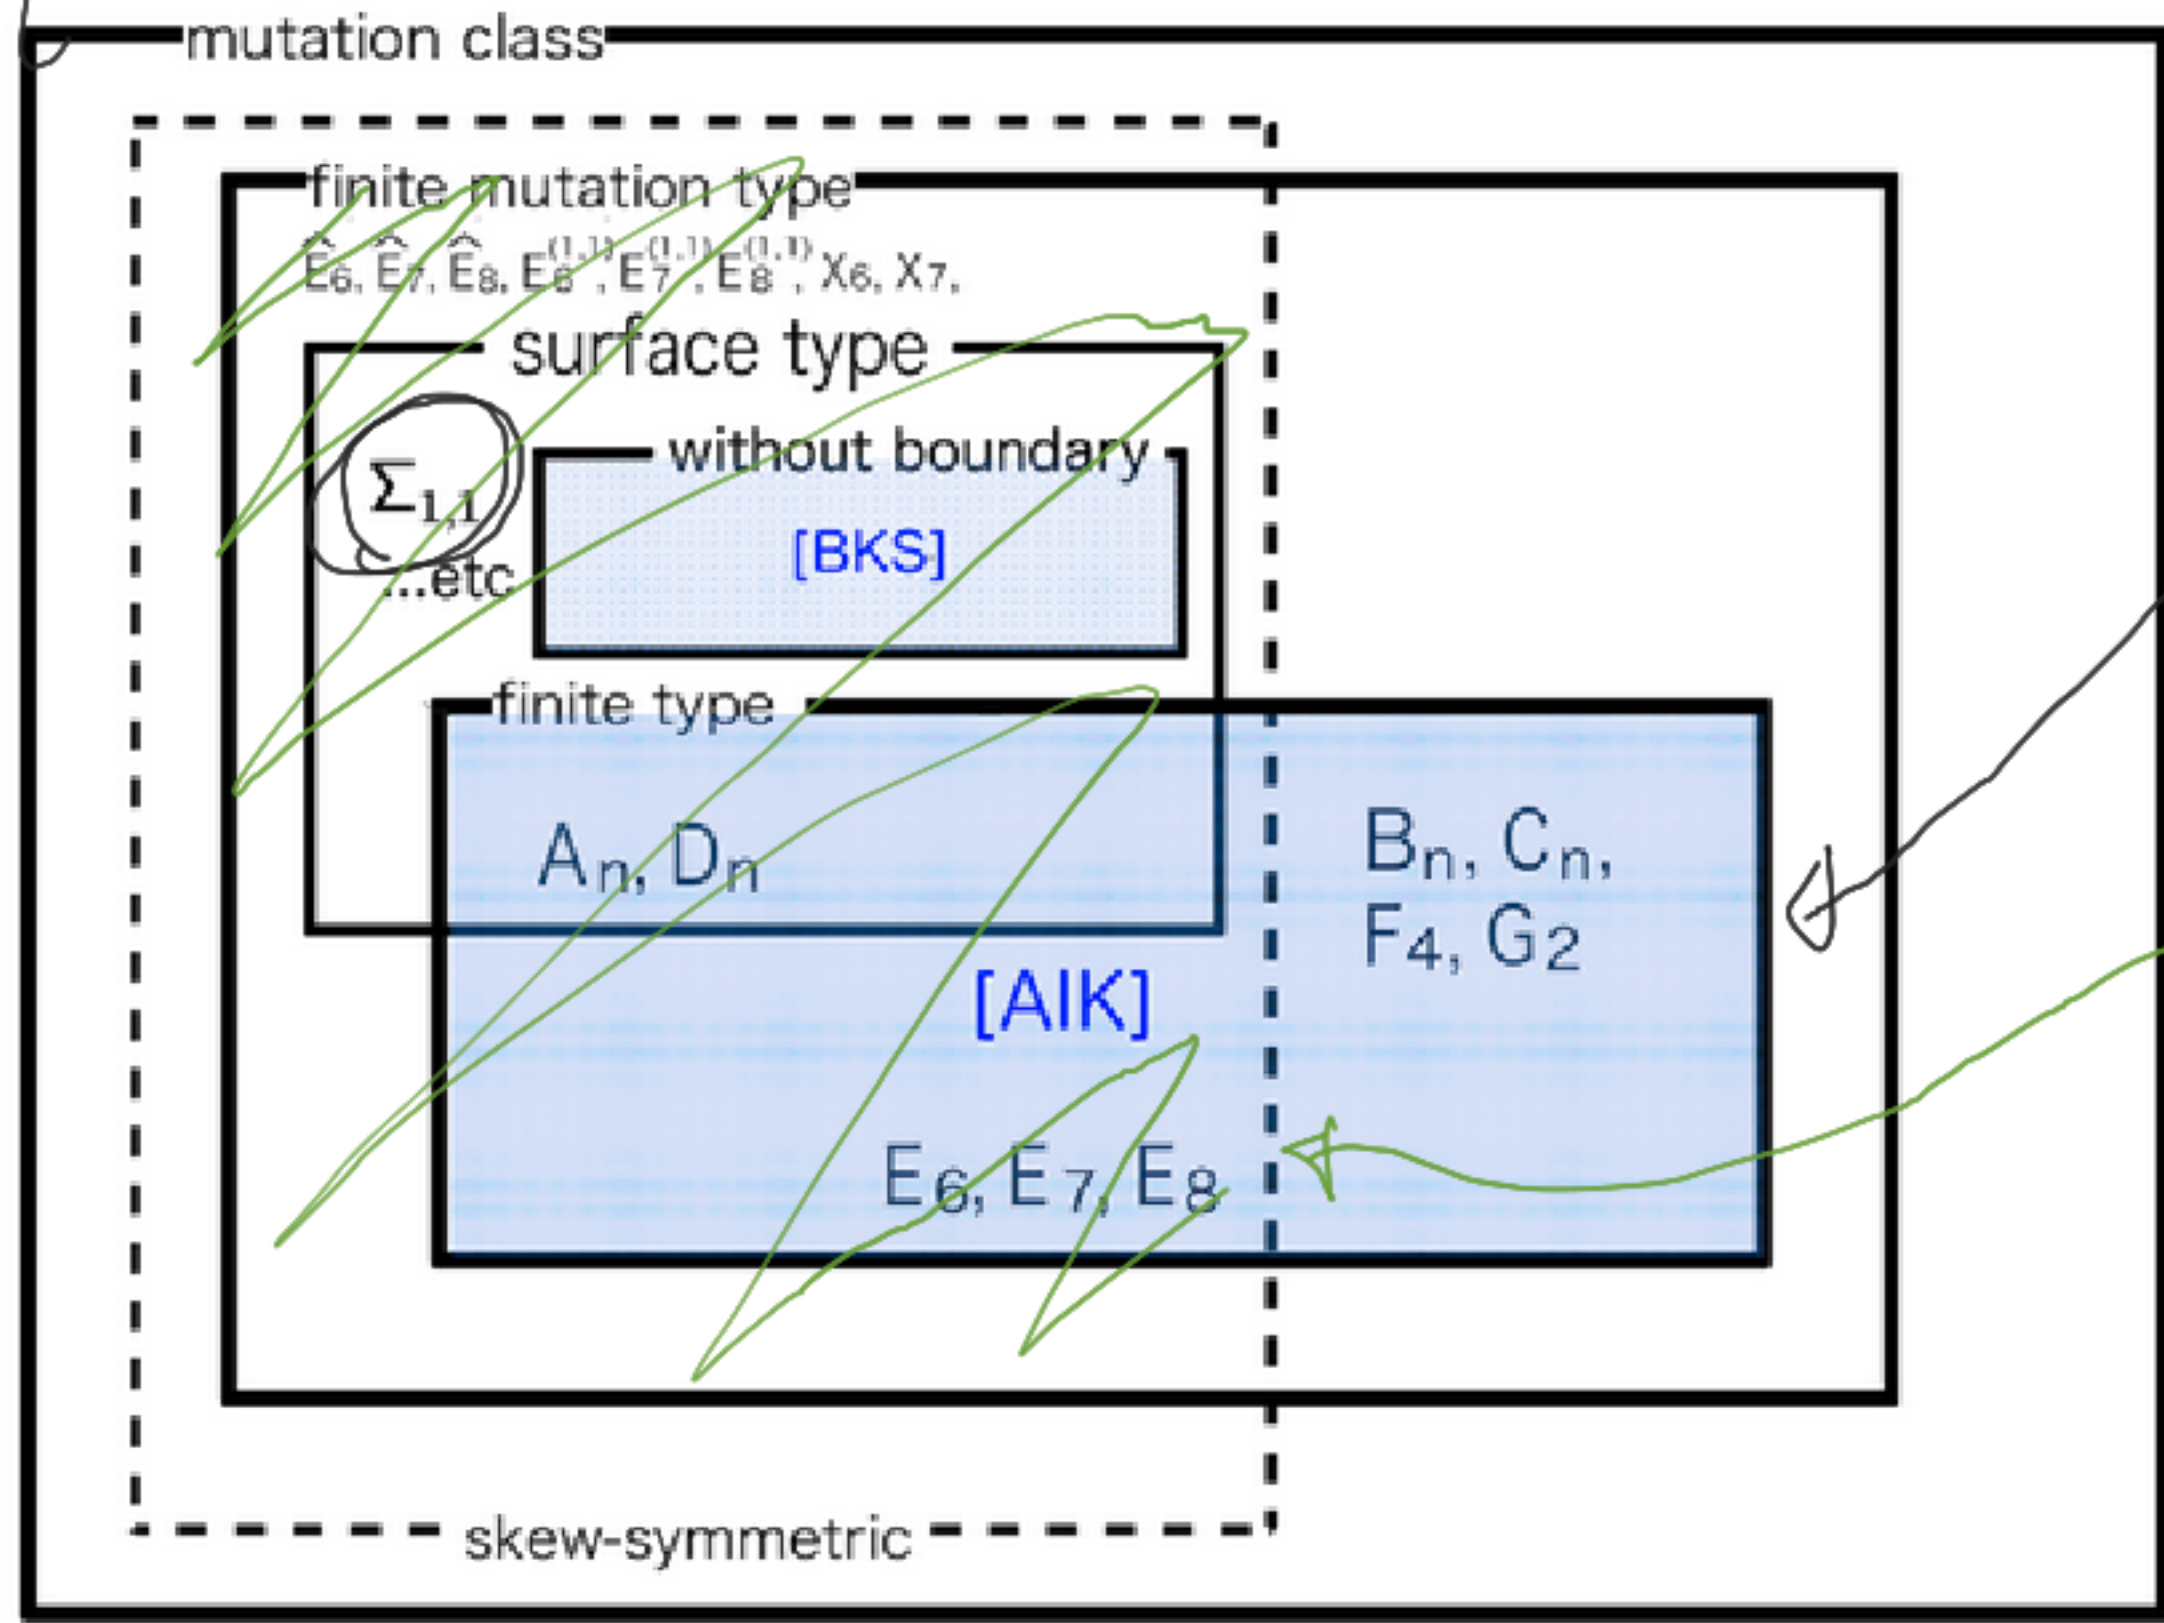 mutation class
finite mutation type
Ê₆, Ê₇, Ê₈, E₆⁽¹,¹⁾, E₇⁽¹,¹⁾, E₈⁽¹,¹⁾, X₆, X₇,
surface type
without boundary
Σ₁,₁
[BKS]
...etc
finite type
Aₙ, Dₙ
Bₙ, Cₙ,
F₄, G₂
[AIK]
E₆, E₇, E₈
skew-symmetric